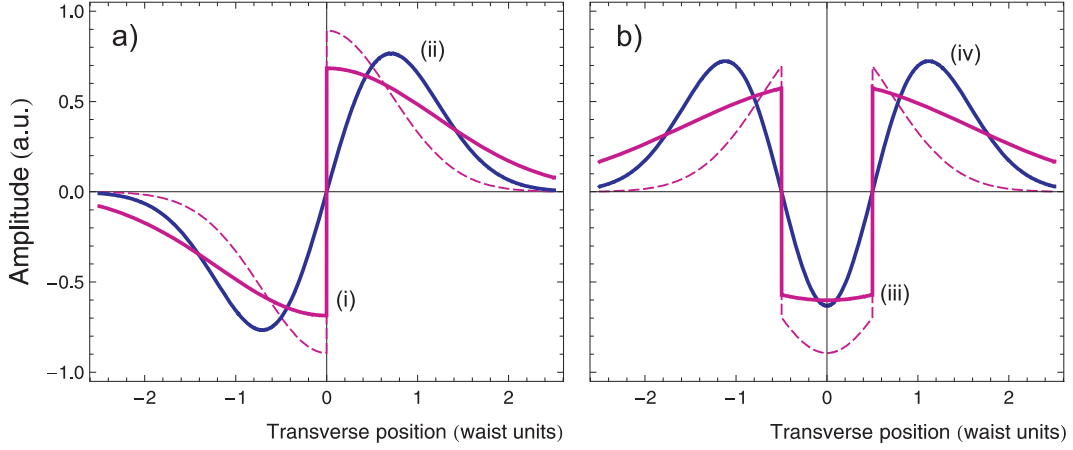 a)
(ii)
(i)
b)
(iv)
(iii)
1.0
0.5
0.0
−0.5
−1.0
Amplitude (a.u.)
−2 −1 0 1 2
−2 −1 0 1 2
Transverse position (waist units)
Transverse position (waist units)